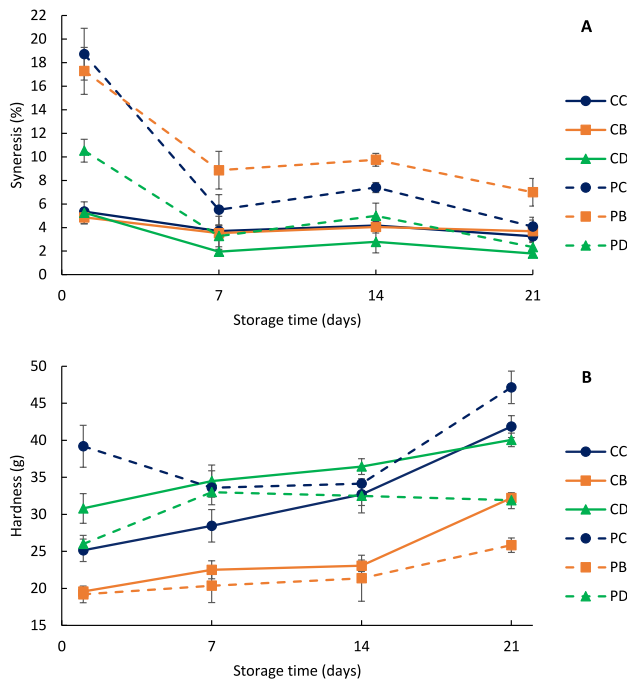 22
20
18
16
14
12
10
8
6
4
2
0
Syneresis (%)
0 7 14 21
Storage time (days)
A
CC
CB
CD
PC
PB
PD
50
45
40
35
30
25
20
15
Hardness (g)
0 7 14 21
Storage time (days)
B
CC
CB
CD
PC
PB
PD